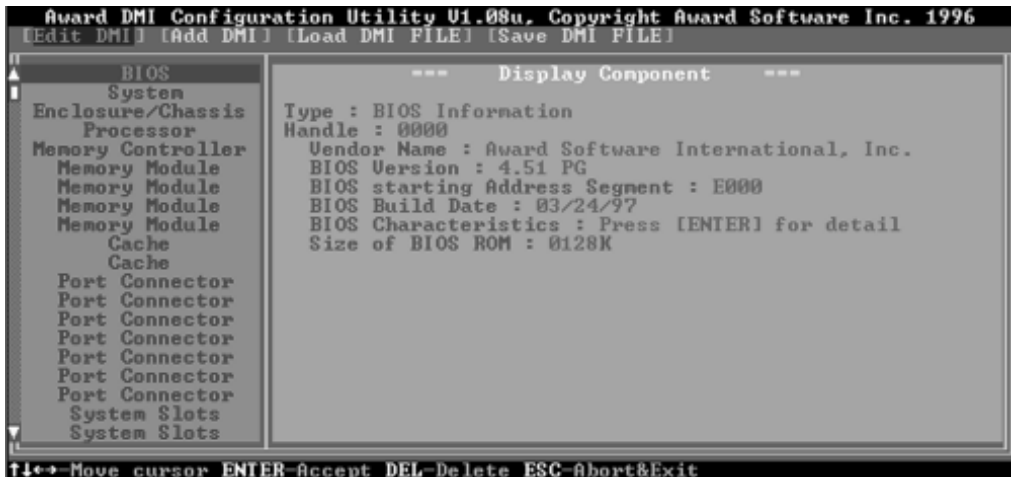 Award DMI Configuration Utility V1.08u, Copyright Award Software Inc. 1996
[Edit DMI] [Add DMI] [Load DMI FILE] [Save DMI FILE]
BIOS
System
Enclosure/Chassis
Processor
Memory Controller
Memory Module
Memory Module
Memory Module
Memory Module
Cache
Cache
Port Connector
Port Connector
Port Connector
Port Connector
Port Connector
Port Connector
Port Connector
System Slots
System Slots
=== Display Component ===
Type : BIOS Information
Handle : 0000
Vendor Name : Award Software International, Inc.
BIOS Version : 4.51 PG
BIOS starting Address Segment : E000
BIOS Build Date : 03/24/97
BIOS Characteristics : Press [ENTER] for detail
Size of BIOS ROM : 0128K
↑↓←→-Move cursor ENTER-Accept DEL-Delete ESC-Abort&Exit